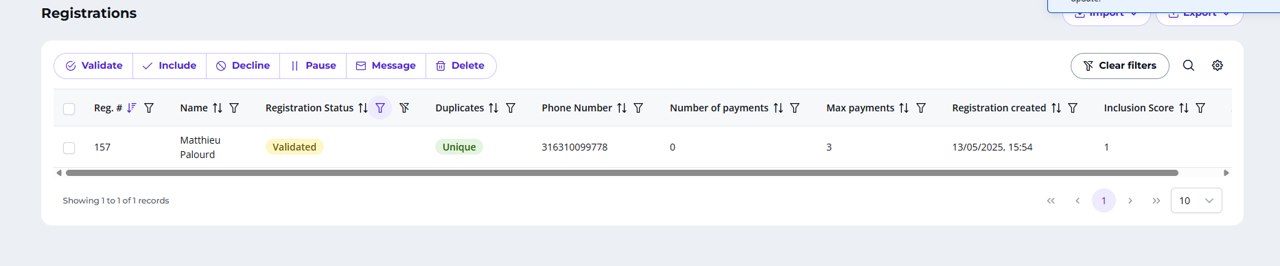 update.
Registrations
Import
Export
Validate
Include
Decline
Pause
Message
Delete
Clear filters
Reg. #
Name
Registration Status
Duplicates
Phone Number
Number of payments
Max payments
Registration created
Inclusion Score
157
Matthieu
Palourd
Validated
Unique
316310099778
0
3
13/05/2025, 15:54
1
Showing 1 to 1 of 1 records
1
10